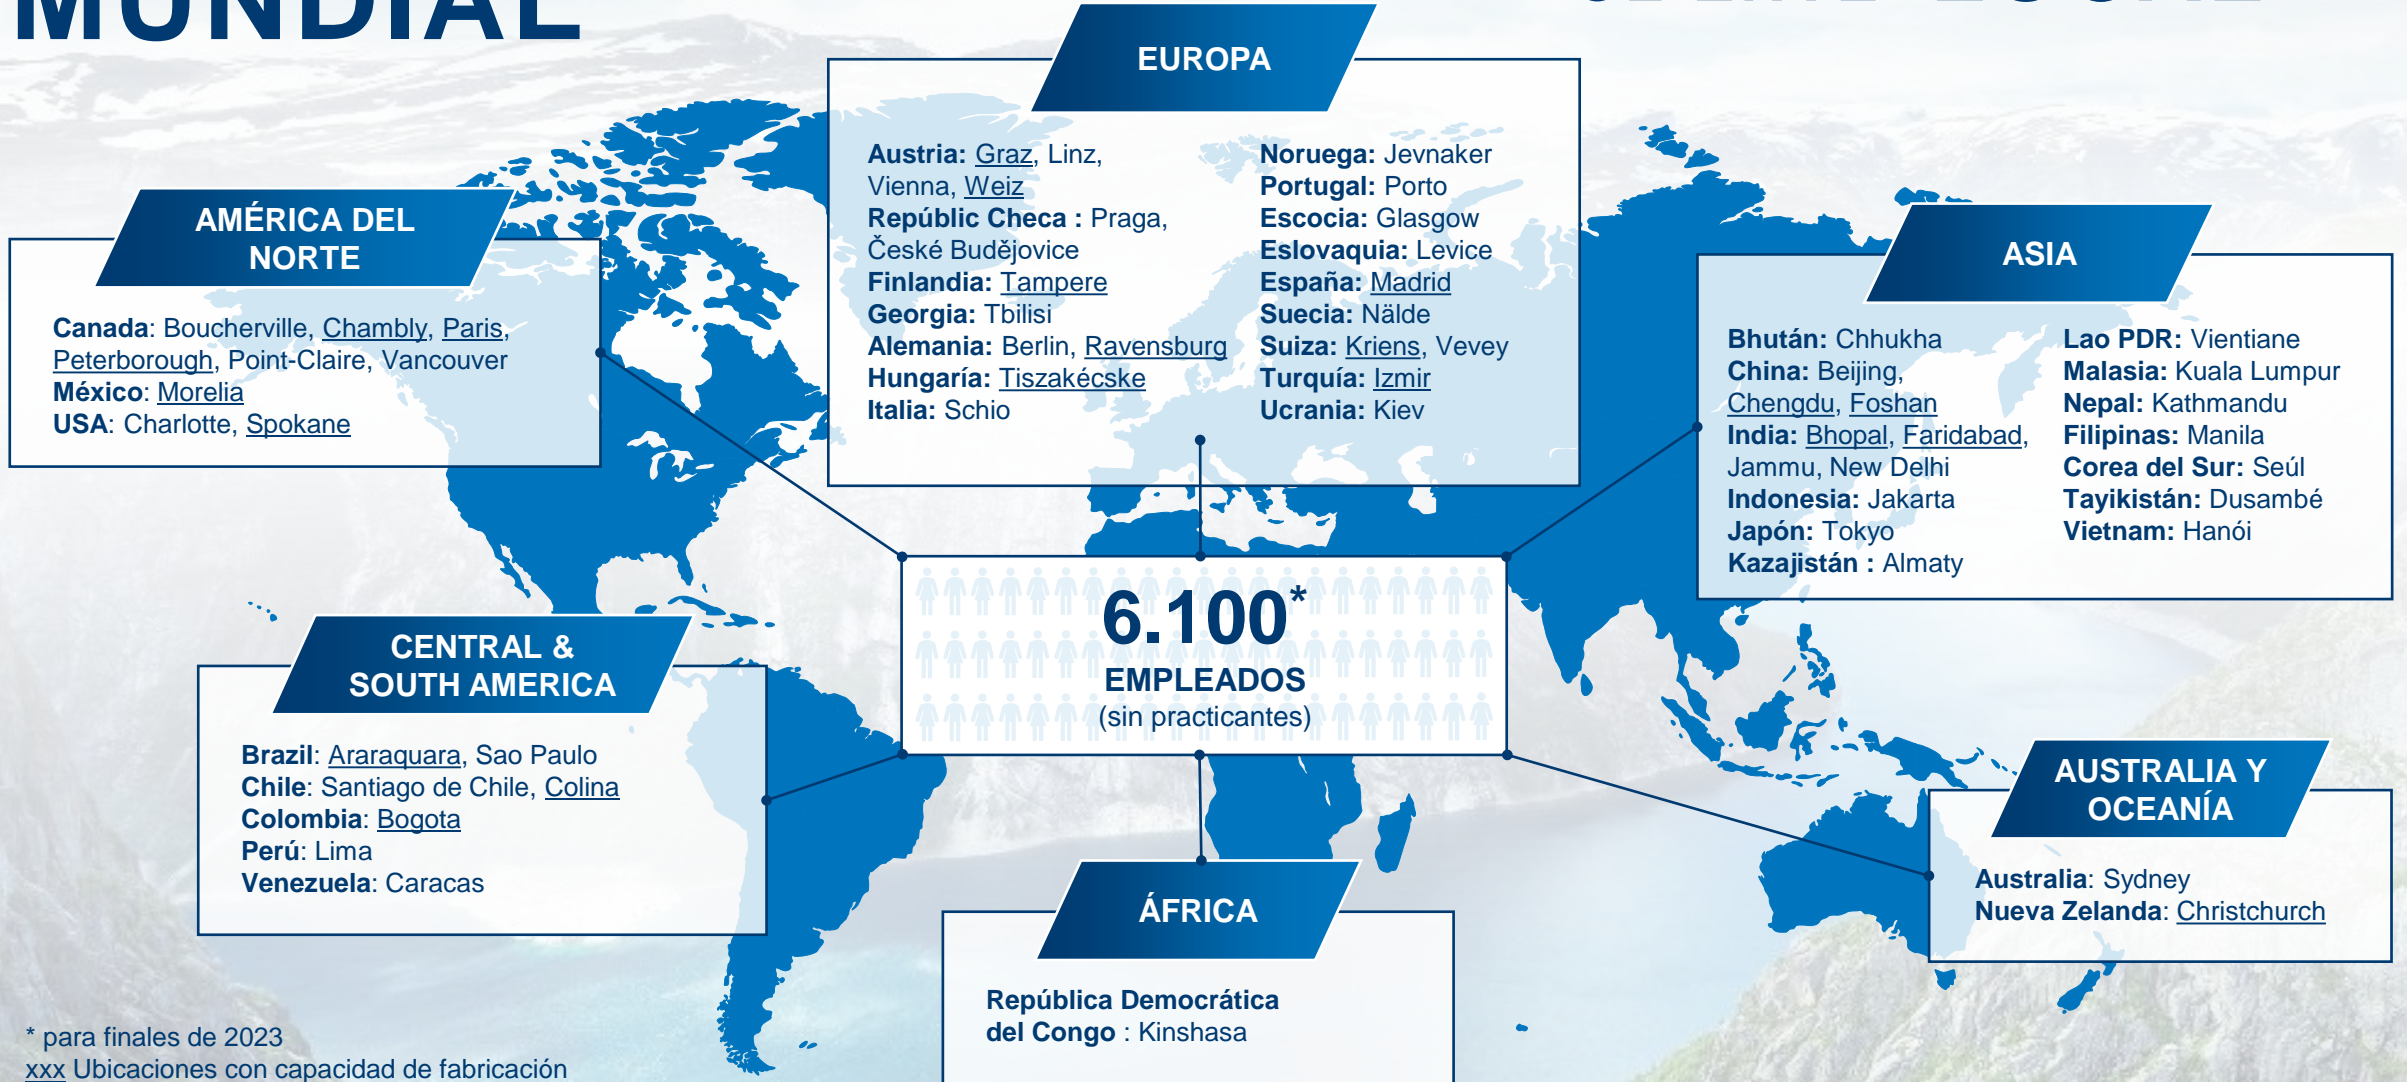 MUNDIAL
EUROPA
Austria: Graz, Linz,
Vienna, Weiz
Repúblic Checa : Praga,
České Budějovice
Finlandia: Tampere
Georgia: Tbilisi
Alemania: Berlin, Ravensburg
Hungaría: Tiszakécske
Italia: Schio
Noruega: Jevnaker
Portugal: Porto
Escocia: Glasgow
Eslovaquia: Levice
España: Madrid
Suecia: Nälde
Suiza: Kriens, Vevey
Turquía: Izmir
Ucrania: Kiev
AMÉRICA DEL
NORTE
Canada: Boucherville, Chambly, Paris,
Peterborough, Point-Claire, Vancouver
México: Morelia
USA: Charlotte, Spokane
ASIA
Bhután: Chhukha
China: Beijing,
Chengdu, Foshan
India: Bhopal, Faridabad,
Jammu, New Delhi
Indonesia: Jakarta
Japón: Tokyo
Kazajistán : Almaty
Lao PDR: Vientiane
Malasia: Kuala Lumpur
Nepal: Kathmandu
Filipinas: Manila
Corea del Sur: Seúl
Tayikistán: Dusambé
Vietnam: Hanói
6.100*
EMPLEADOS
(sin practicantes)
CENTRAL &
SOUTH AMERICA
Brazil: Araraquara, Sao Paulo
Chile: Santiago de Chile, Colina
Colombia: Bogota
Perú: Lima
Venezuela: Caracas
AUSTRALIA Y
OCEANÍA
Australia: Sydney
Nueva Zelanda: Christchurch
ÁFRICA
República Democrática
del Congo : Kinshasa
* para finales de 2023
xxx Ubicaciones con capacidad de fabricación